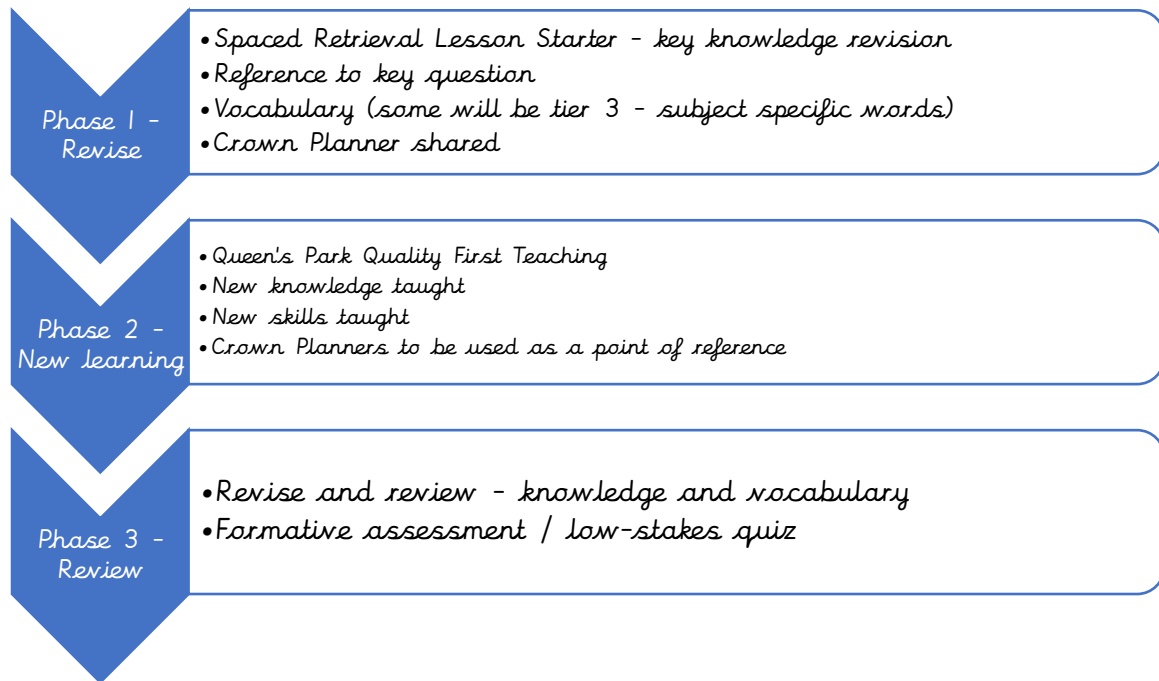 Phase 1 -
Revise
•Spaced Retrieval Lesson Starter - key knowledge revision
•Reference to key question
•Vocabulary (some will be tier 3 - subject specific words)
•Crown Planner shared
Phase 2 -
New learning
•Queen's Park Quality First Teaching
•New knowledge taught
•New skills taught
•Crown Planners to be used as a point of reference
Phase 3 -
Review
•Revise and review - knowledge and vocabulary
•Formative assessment / low-stakes quiz